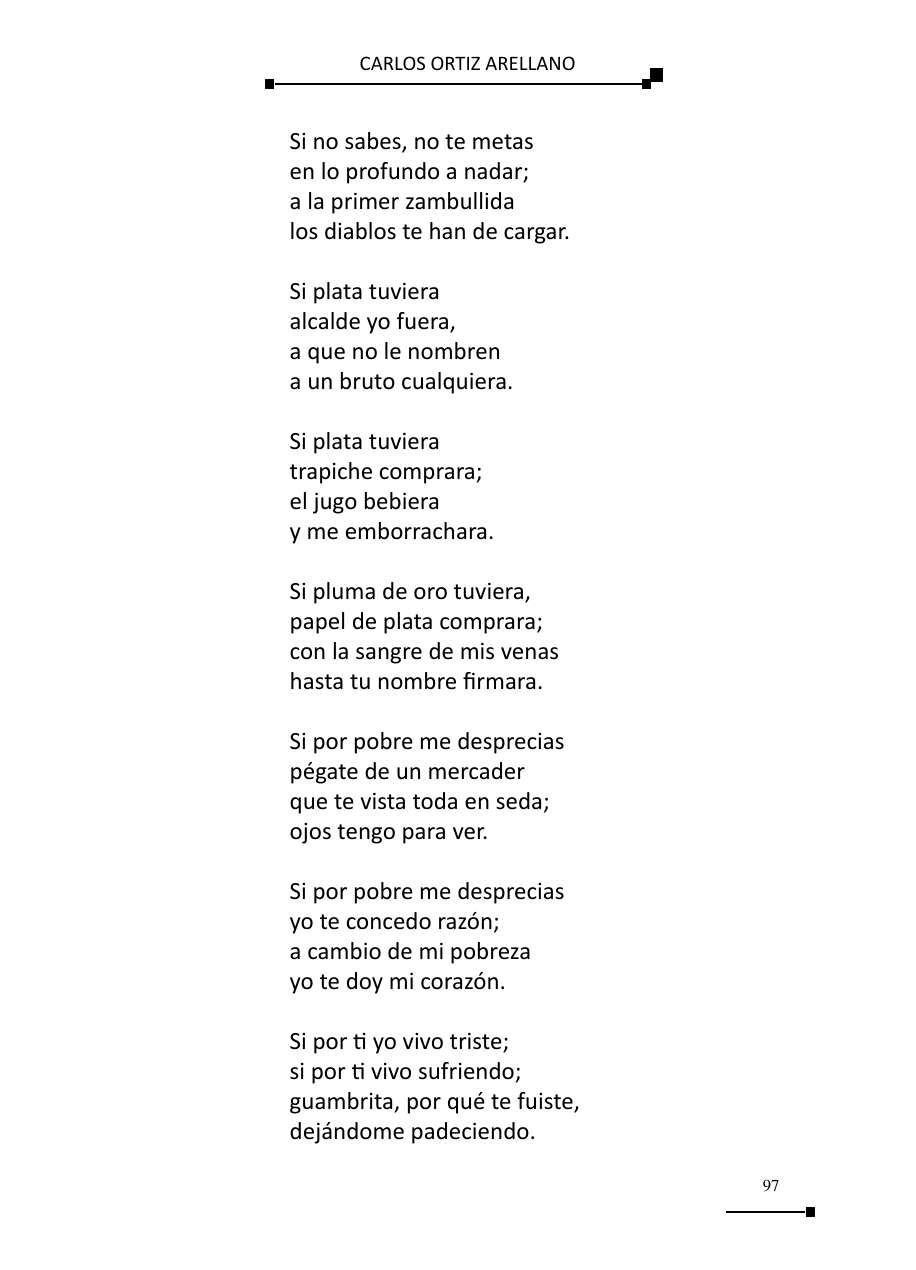 CARLOS ORTIZ ARELLANO
Si no sabes, no te metas
en lo profundo a nadar;
a la primer zambullida
los diablos te han de cargar.
Si plata tuviera
alcalde yo fuera,
a que no le nombren
a un bruto cualquiera.
Si plata tuviera
trapiche comprara;
el jugo bebiera
y me emborrachara.
Si pluma de oro tuviera,
papel de plata comprara;
con la sangre de mis venas
hasta tu nombre firmara.
Si por pobre me desprecias
pégate de un mercader
que te vista toda en seda;
ojos tengo para ver.
Si por pobre me desprecias
yo te concedo razón;
a cambio de mi pobreza
yo te doy mi corazón.
Si por ti yo vivo triste;
si por ti vivo sufriendo;
guambrita, por qué te fuiste,
dejándome padeciendo.
97